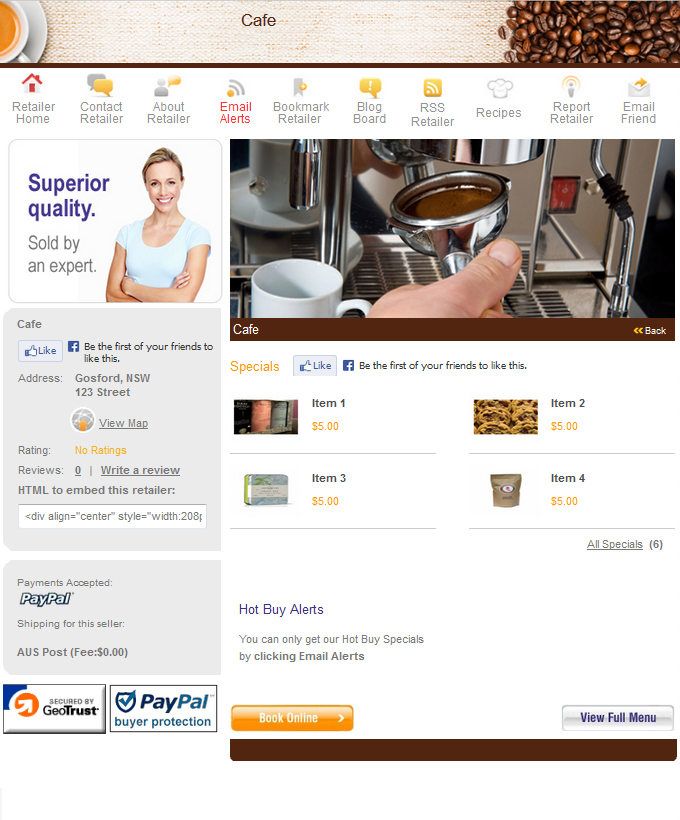 Cafe
Retailer Home
Contact Retailer
About Retailer
Email Alerts
Bookmark Retailer
Blog Board
RSS Retailer
Recipes
Report Retailer
Email Friend
Superior
quality.
Sold by
an expert.
Cafe
Like
Be the first of your friends to
like this.
Address: Gosford, NSW
123 Street
View Map
Rating: No Ratings
Reviews: 0 | Write a review
HTML to embed this retailer:
<div align="center" style="width:208p
Payments Accepted:
PayPal
Shipping for this seller:
AUS Post (Fee:$0.00)
SECURED BY
GeoTrust
PayPal
buyer protection
Cafe
Back
Specials
Like
Be the first of your friends to like this.
Item 1
$5.00
Item 2
$5.00
Item 3
$5.00
Item 4
$5.00
All Specials (6)
Hot Buy Alerts
You can only get our Hot Buy Specials
by clicking Email Alerts
Book Online
View Full Menu